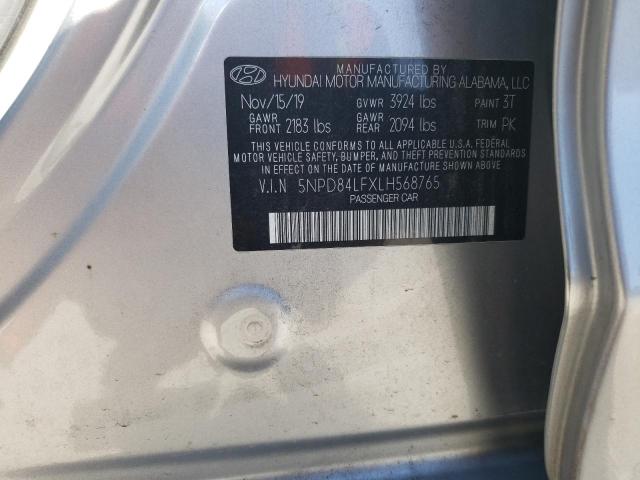 MANUFACTURED BY
HYUNDAI MOTOR MANUFACTURING ALABAMA, LLC
Nov/15/19 GVWR 3924 lbs PAINT 3T
GAWR FRONT 2183 lbs GAWR REAR 2094 lbs TRIM PK
THIS VEHICLE CONFORMS TO ALL APPLICABLE U.S.A. FEDERAL
MOTOR VEHICLE SAFETY, BUMPER, AND THEFT PREVENTION
STANDARDS IN EFFECT ON THE DATE OF MANUFACTURE SHOWN ABOVE
V.I.N 5NPD84LFXLH568765
PASSENGER CAR